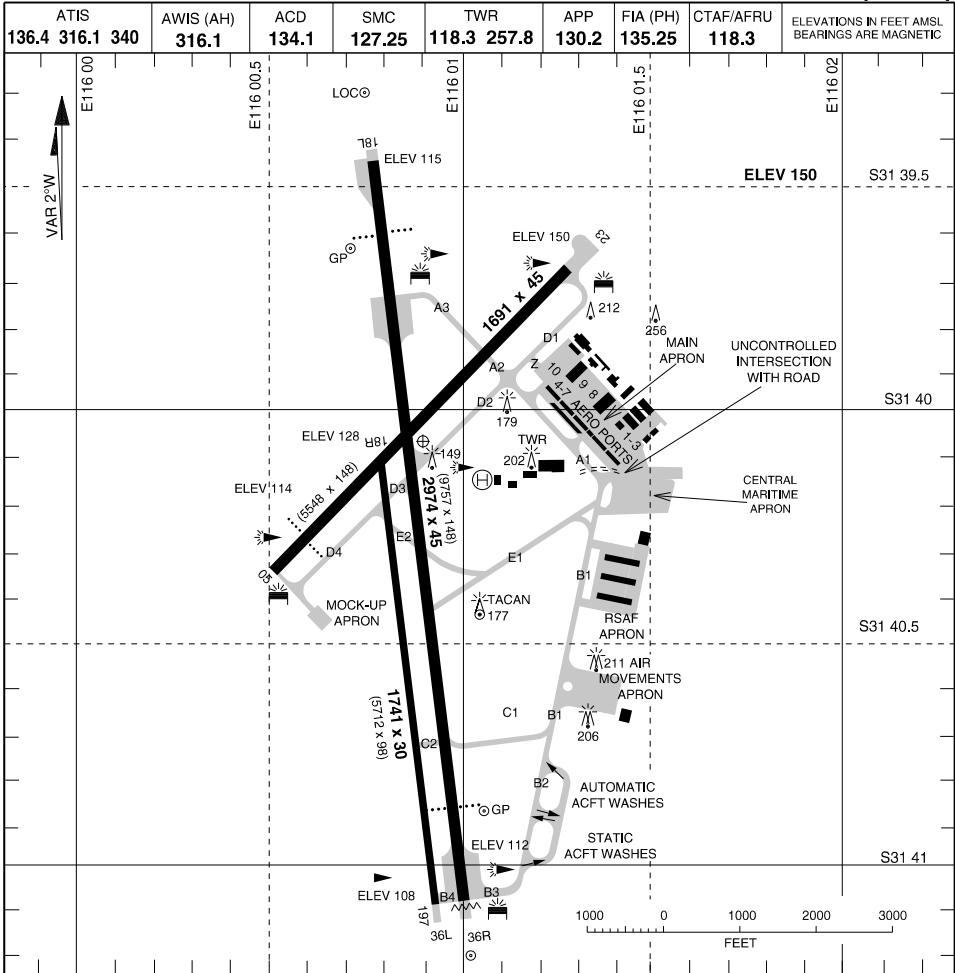 ATIS
136.4 316.1 340
AWIS (AH)
316.1
ACD
134.1
SMC
127.25
TWR
118.3 257.8
APP
130.2
FIA (PH)
135.25
CTAF/AFRU
118.3
ELEVATIONS IN FEET AMSL
BEARINGS ARE MAGNETIC
E116 00
E116 00.5
E116 01
E116 01.5
E116 02
VAR 2°W
LOC
18L
ELEV 115
ELEV 150
S31 39.5
GP
ELEV 150
23
A3
1691 x 45
212
256
D1
MAIN
APRON
UNCONTROLLED
INTERSECTION
WITH ROAD
A2
Z
10
9
8
4-7
AERO PORTS
1-3
D2
179
S31 40
ELEV 128
18R
149
TWR
202
A1
H
ELEV 114
(5548 x 148)
D3
2974 x 45
(9757 x 148)
CENTRAL
MARITIME
APRON
E2
D4
E1
05
B1
MOCK-UP
APRON
TACAN
177
RSAF
APRON
S31 40.5
211 AIR
MOVEMENTS
APRON
1741 x 30
(5712 x 98)
C1
B1
206
C2
B2
AUTOMATIC
ACFT WASHES
GP
ELEV 112
STATIC
ACFT WASHES
S31 41
ELEV 108
B4
B3
197
36L
36R
1000
0
1000
2000
3000
FEET